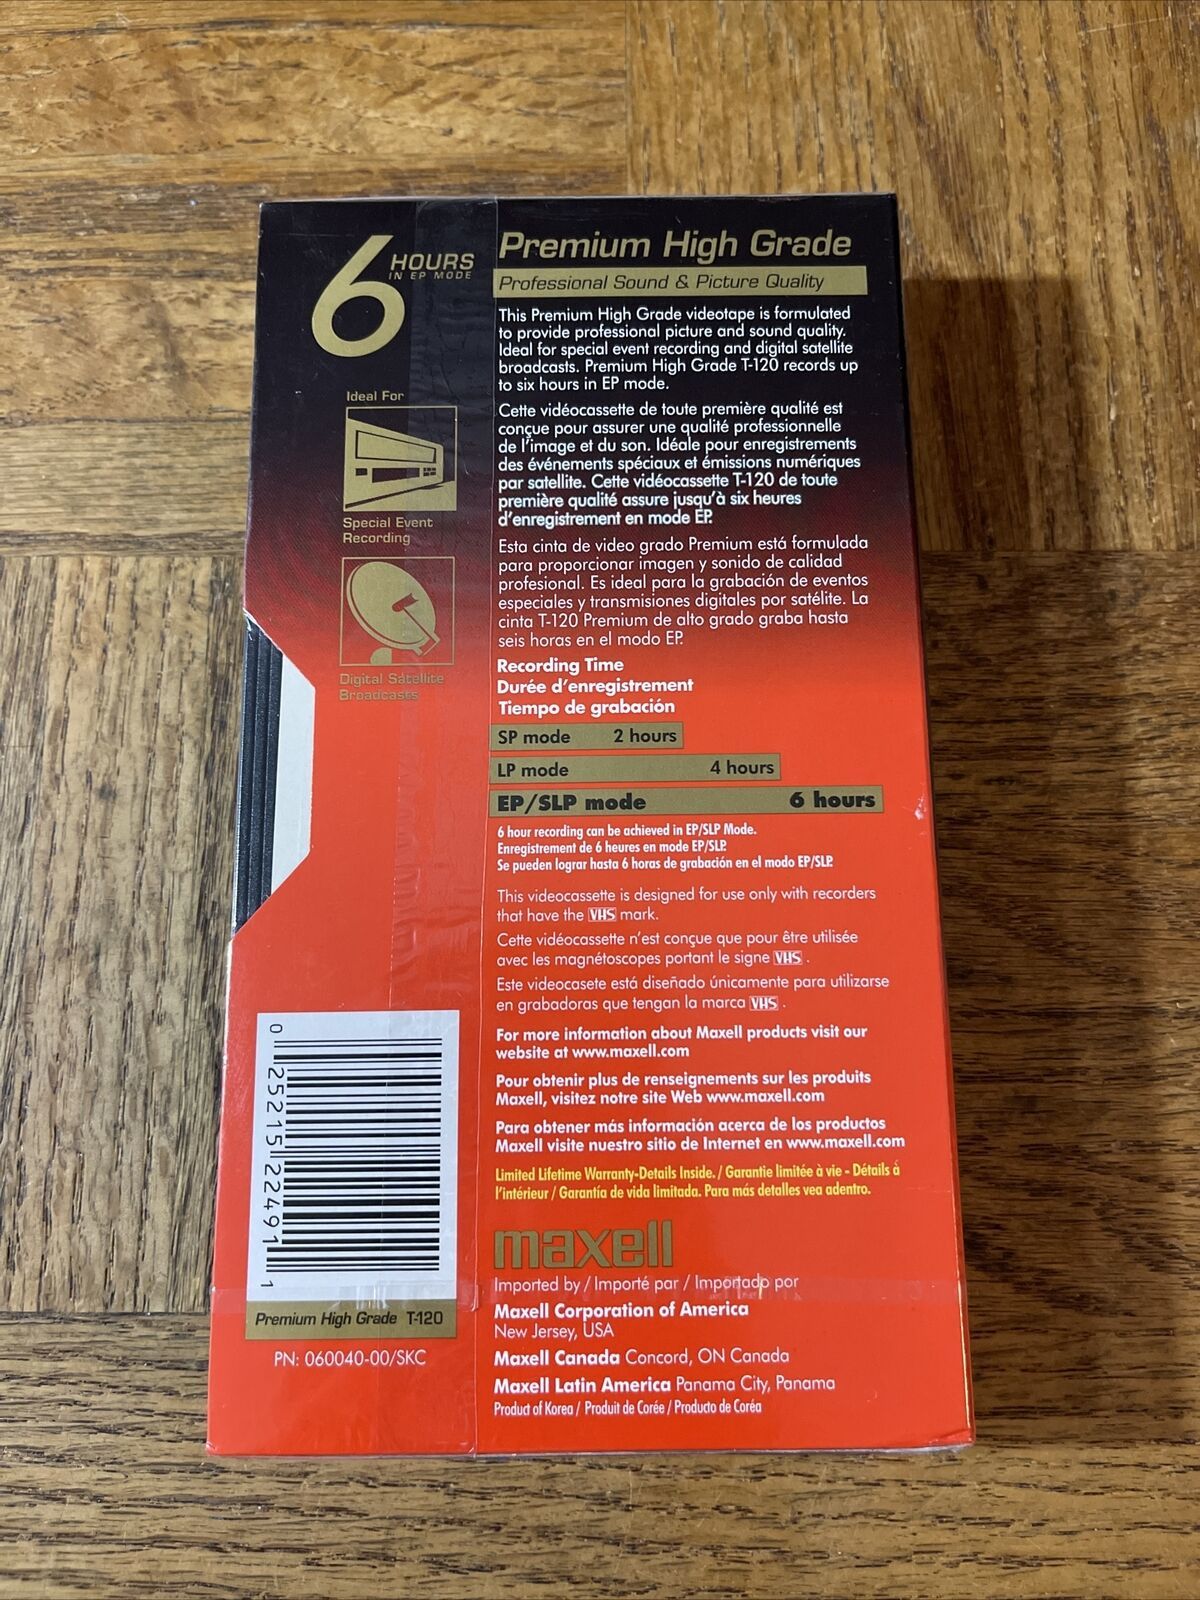 6 HOURS
IN EP MODE
Ideal For
Special Event
Recording
Digital Satellite
Broadcasts
Premium High Grade
Professional Sound & Picture Quality
This Premium High Grade videotape is formulated
to provide professional picture and sound quality.
Ideal for special event recording and digital satellite
broadcasts. Premium High Grade T-120 records up
to six hours in EP mode.
Cette vidéocassette de toute première qualité est
conçue pour assurer une qualité professionnelle
de l'image et du son. Idéale pour enregistrements
des événements spéciaux et émissions numériques
par satellite. Cette vidéocassette T-120 de toute
première qualité assure jusqu'à six heures
d'enregistrement en mode EP.
Esta cinta de video grado Premium está formulada
para proporcionar imagen y sonido de calidad
profesional. Es ideal para la grabación de eventos
especiales y transmisiones digitales por satélite. La
cinta T-120 Premium de alto grado graba hasta
seis horas en el modo EP.
Recording Time
Durée d'enregistrement
Tiempo de grabación
SP mode 2 hours
LP mode 4 hours
EP/SLP mode 6 hours
6 hour recording can be achieved in EP/SLP Mode.
Enregistrement de 6 heures en mode EP/SLP.
Se pueden lograr hasta 6 horas de grabación en el modo EP/SLP.
This videocassette is designed for use only with recorders
that have the VHS mark.
Cette vidéocassette n'est conçue que pour être utilisée
avec les magnétoscopes portant le signe VHS .
Este videocasete está diseñado únicamente para utilizarse
en grabadoras que tengan la marca VHS .
For more information about Maxell products visit our
website at www.maxell.com
Pour obtenir plus de renseignements sur les produits
Maxell, visitez notre site Web www.maxell.com
Para obtener más información acerca de los productos
Maxell visite nuestro sitio de Internet en www.maxell.com
Limited Lifetime Warranty-Details Inside. / Garantie limitée à vie - Détails à
l'intérieur / Garantía de vida limitada. Para más detalles vea adentro.
maxell
Imported by / Importé par / Importado por
Maxell Corporation of America
New Jersey, USA
Maxell Canada Concord, ON Canada
Maxell Latin America Panama City, Panama
Product of Korea / Produit de Corée / Producto de Coréa
0 25215 22491 1
Premium High Grade T-120
PN: 060040-00/SKC